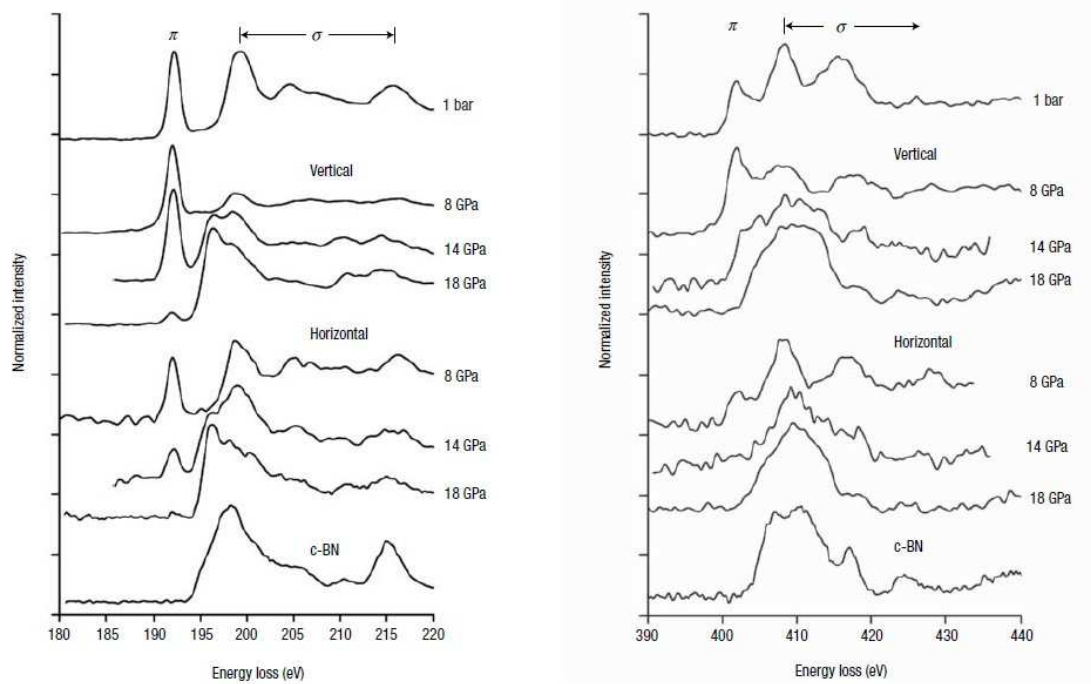 π
σ
1 bar
Vertical
8 GPa
14 GPa
18 GPa
Horizontal
8 GPa
14 GPa
18 GPa
c-BN
Normalized intensity
180 185 190 195 200 205 210 215 220
Energy loss (eV)
π
σ
1 bar
Vertical
8 GPa
14 GPa
18 GPa
Horizontal
8 GPa
14 GPa
18 GPa
c-BN
Normalized intensity
390 400 410 420 430 440
Energy loss (eV)